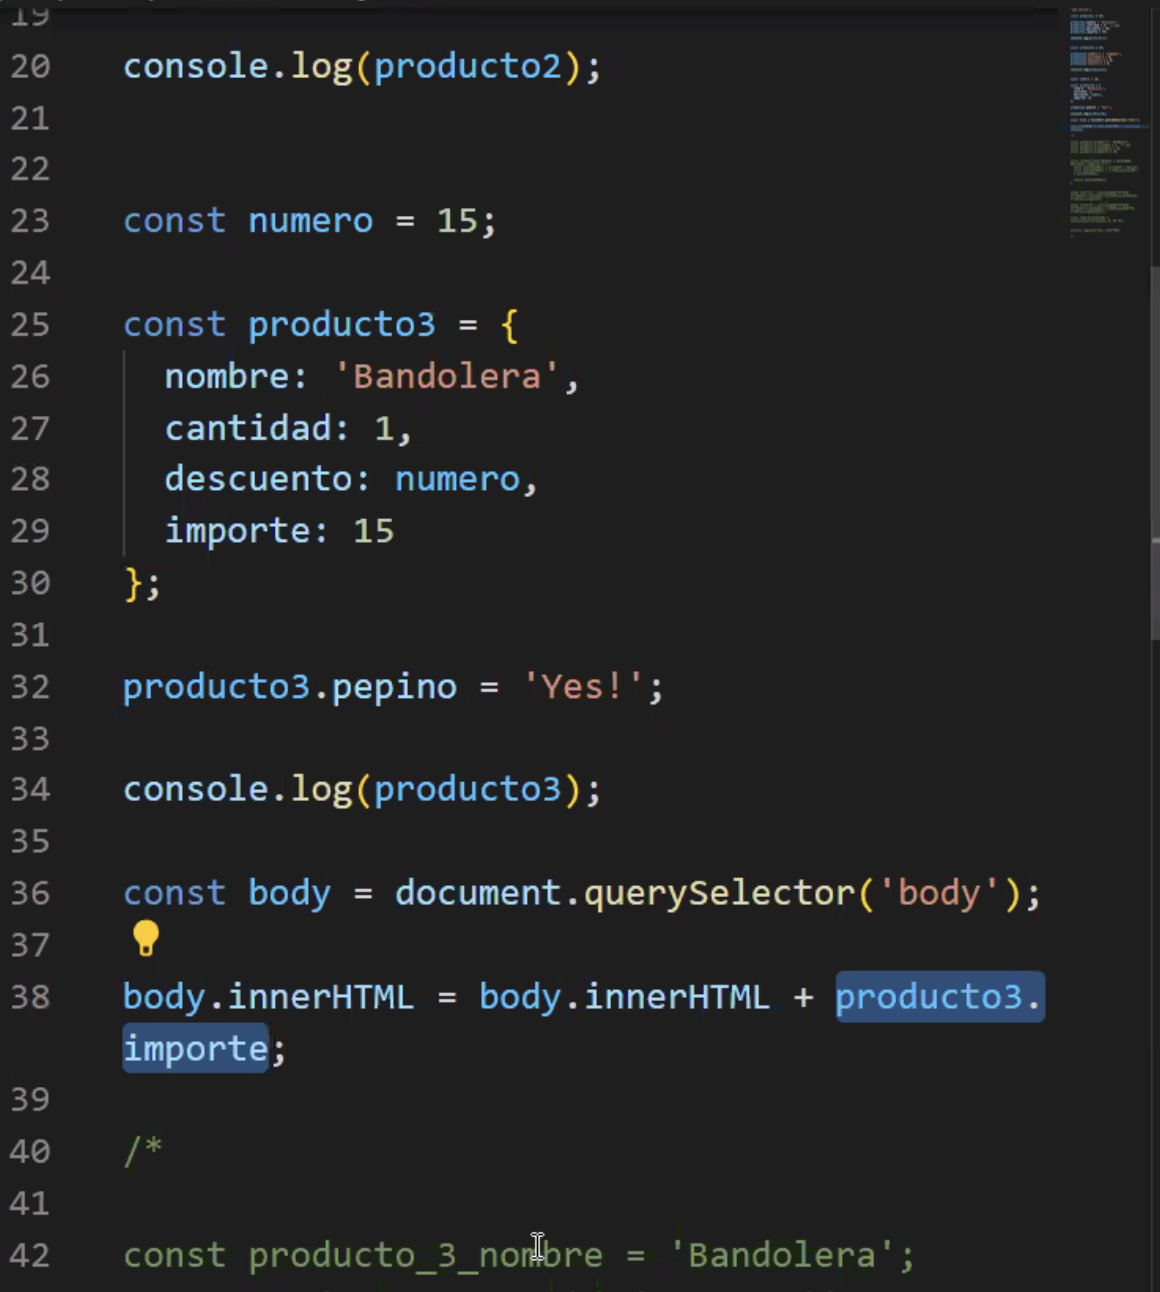 19
20 console.log(producto2);
21
22
23 const numero = 15;
24
25 const producto3 = {
26 nombre: 'Bandolera',
27 cantidad: 1,
28 descuento: numero,
29 importe: 15
30 };
31
32 producto3.pepino = 'Yes!';
33
34 console.log(producto3);
35
36 const body = document.querySelector('body');
37
38 body.innerHTML = body.innerHTML + producto3.
importe;
39
40 /*
41
42 const producto_3_nombre = 'Bandolera';